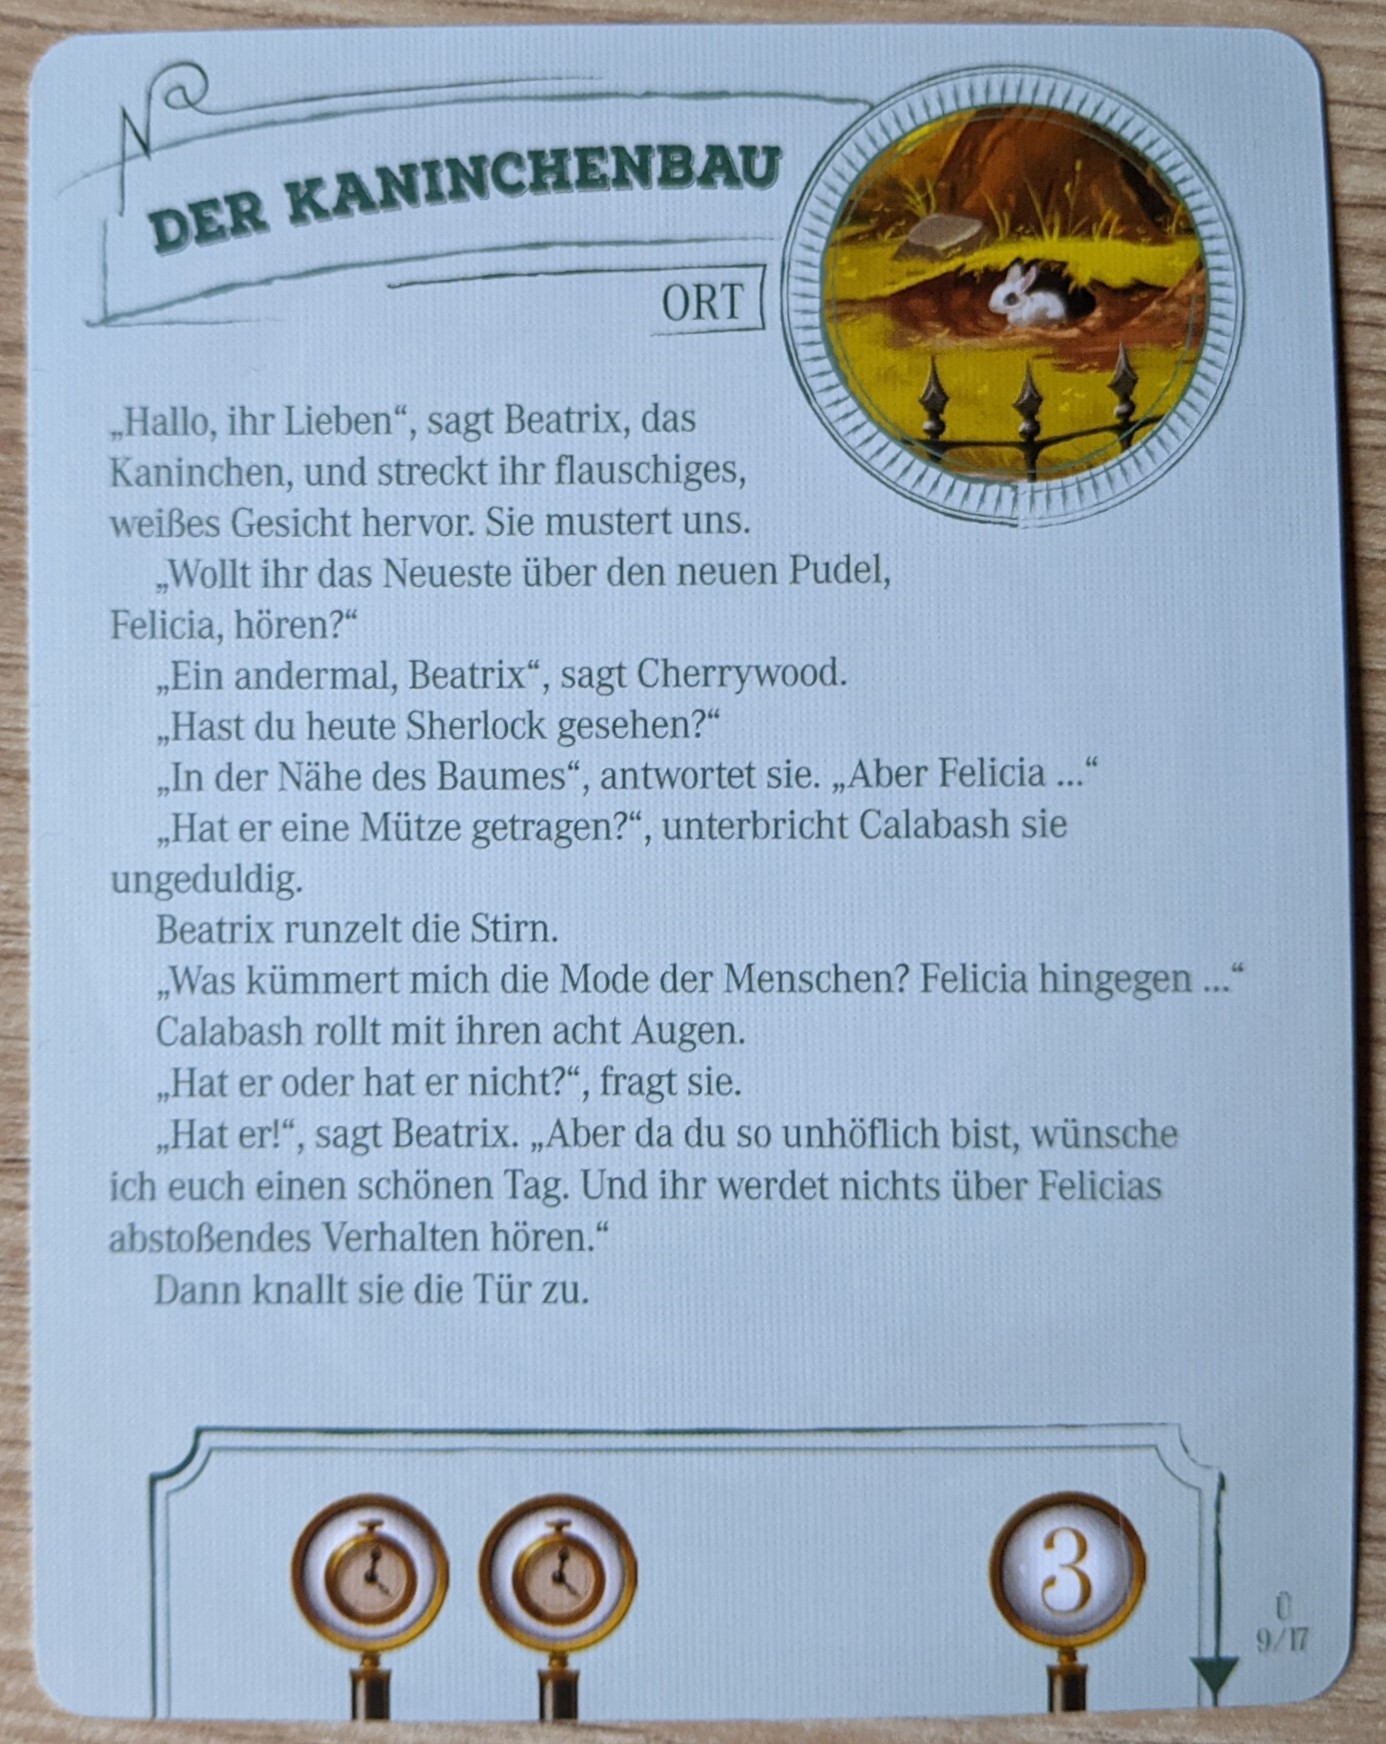 DER KANINCHENBAU
ORT
„Hallo, ihr Lieben“, sagt Beatrix, das
Kaninchen, und streckt ihr flauschiges,
weißes Gesicht hervor. Sie mustert uns.
„Wollt ihr das Neueste über den neuen Pudel,
Felicia, hören?“
„Ein andermal, Beatrix“, sagt Cherrywood.
„Hast du heute Sherlock gesehen?“
„In der Nähe des Baumes“, antwortet sie. „Aber Felicia ...“
„Hat er eine Mütze getragen?“, unterbricht Calabash sie
ungeduldig.
Beatrix runzelt die Stirn.
„Was kümmert mich die Mode der Menschen? Felicia hingegen ...“
Calabash rollt mit ihren acht Augen.
„Hat er oder hat er nicht?“, fragt sie.
„Hat er!“, sagt Beatrix. „Aber da du so unhöflich bist, wünsche
ich euch einen schönen Tag. Und ihr werdet nichts über Felicias
abstoßendes Verhalten hören.“
Dann knallt sie die Tür zu.
3
Ü
9/17